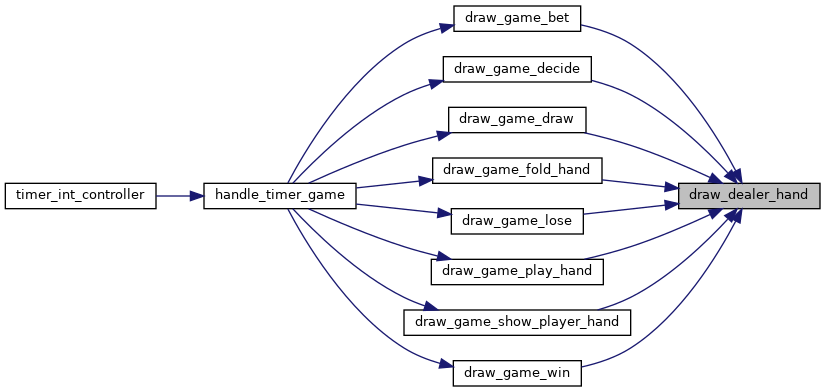 draw_game_bet
draw_game_decide
draw_game_draw
draw_game_fold_hand
timer_int_controller
handle_timer_game
draw_dealer_hand
draw_game_lose
draw_game_play_hand
draw_game_show_player_hand
draw_game_win